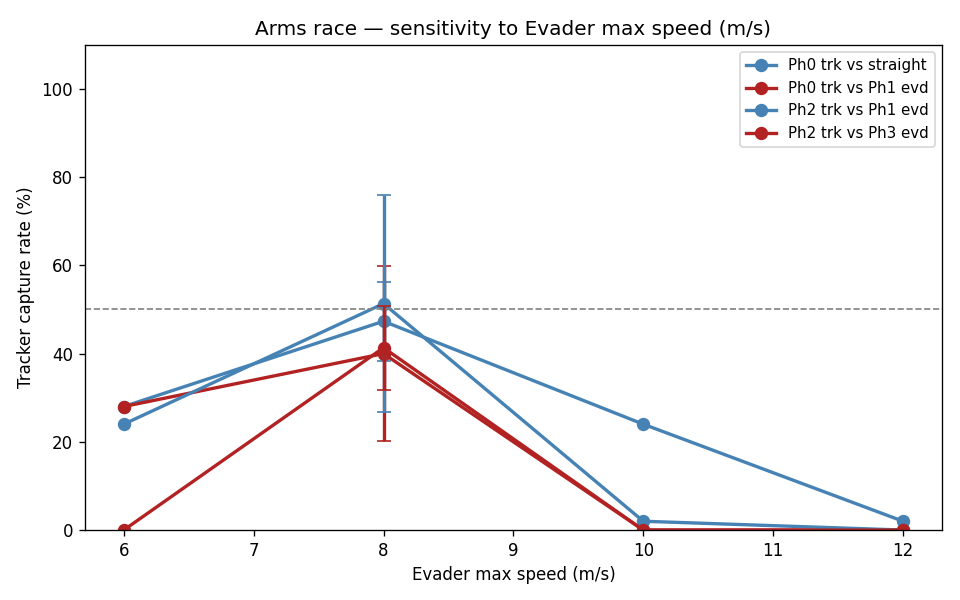 Arms race — sensitivity to Evader max speed (m/s)
Ph0 trk vs straight
Ph0 trk vs Ph1 evd
Ph2 trk vs Ph1 evd
Ph2 trk vs Ph3 evd
Tracker capture rate (%)
100
80
60
40
20
0
6 7 8 9 10 11 12
Evader max speed (m/s)